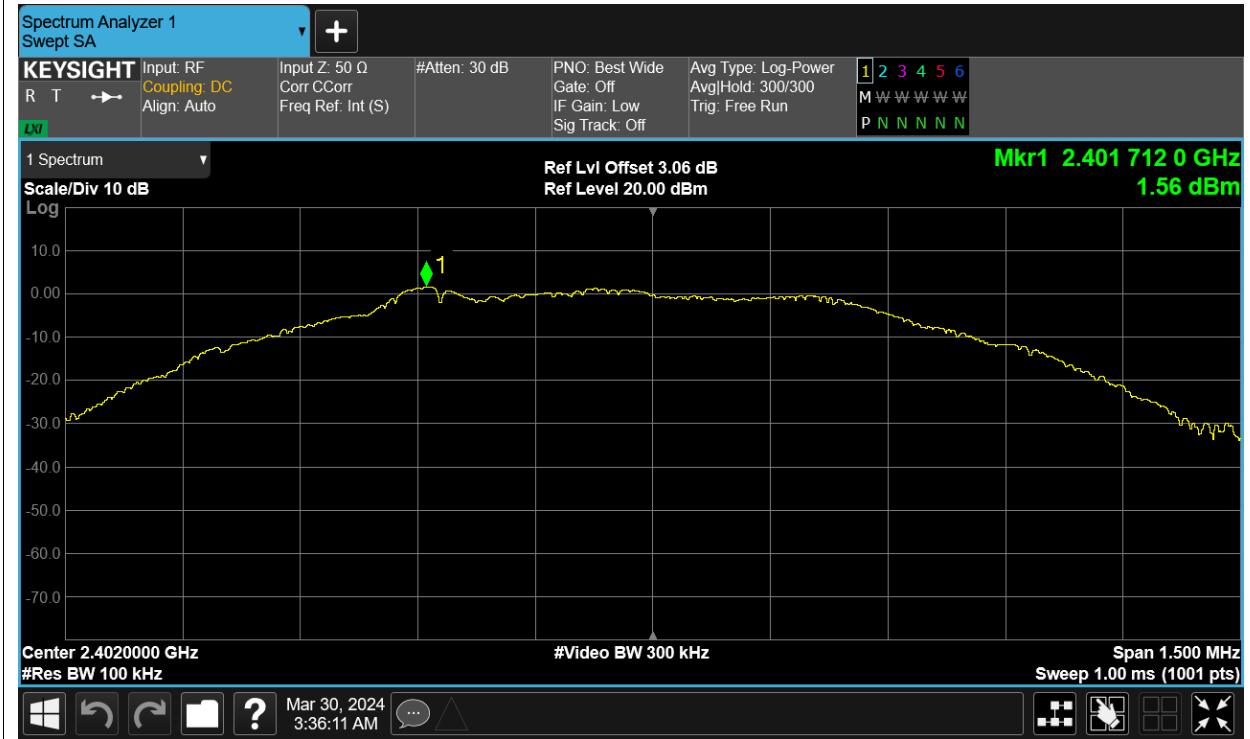 Spectrum Analyzer 1
Swept SA
KEYSIGHT
R T
LXI
Input: RF
Coupling: DC
Align: Auto
Input Z: 50 Ω
Corr CCorr
Freq Ref: Int (S)
#Atten: 30 dB
PNO: Best Wide
Gate: Off
IF Gain: Low
Sig Track: Off
Avg Type: Log-Power
Avg|Hold: 300/300
Trig: Free Run
1 2 3 4 5 6
M W W W W W
P N N N N N
1 Spectrum
Scale/Div 10 dB
Log
Ref Lvl Offset 3.06 dB
Ref Level 20.00 dBm
Mkr1 2.401 712 0 GHz
1.56 dBm
1
10.0
0.00
-10.0
-20.0
-30.0
-40.0
-50.0
-60.0
-70.0
Center 2.4020000 GHz
#Res BW 100 kHz
#Video BW 300 kHz
Span 1.500 MHz
Sweep 1.00 ms (1001 pts)
?
Mar 30, 2024
3:36:11 AM